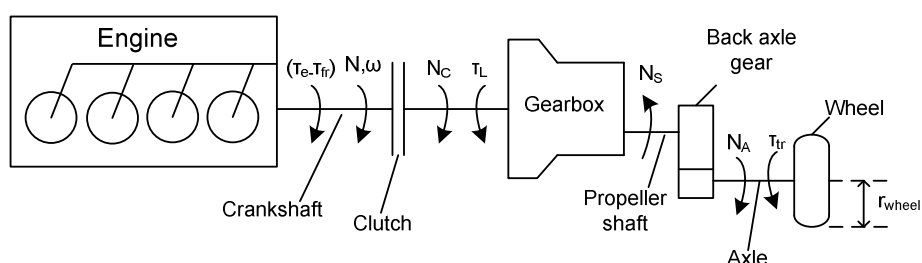 Engine
(τe-τfr)
N,ω
NC
τL
Gearbox
NS
Back axle
gear
Wheel
NA
τtr
rwheel
Crankshaft
Clutch
Propeller
shaft
Axle